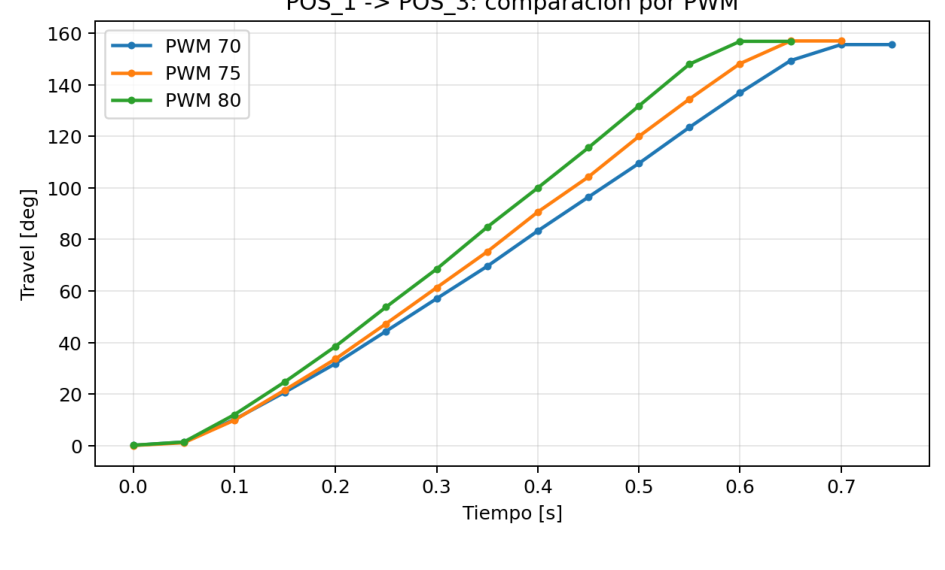 POS_1 -> POS_3: comparación por PWM
PWM 70
PWM 75
PWM 80
160
140
120
100
80
60
40
20
0
Travel [deg]
0.0 0.1 0.2 0.3 0.4 0.5 0.6 0.7
Tiempo [s]